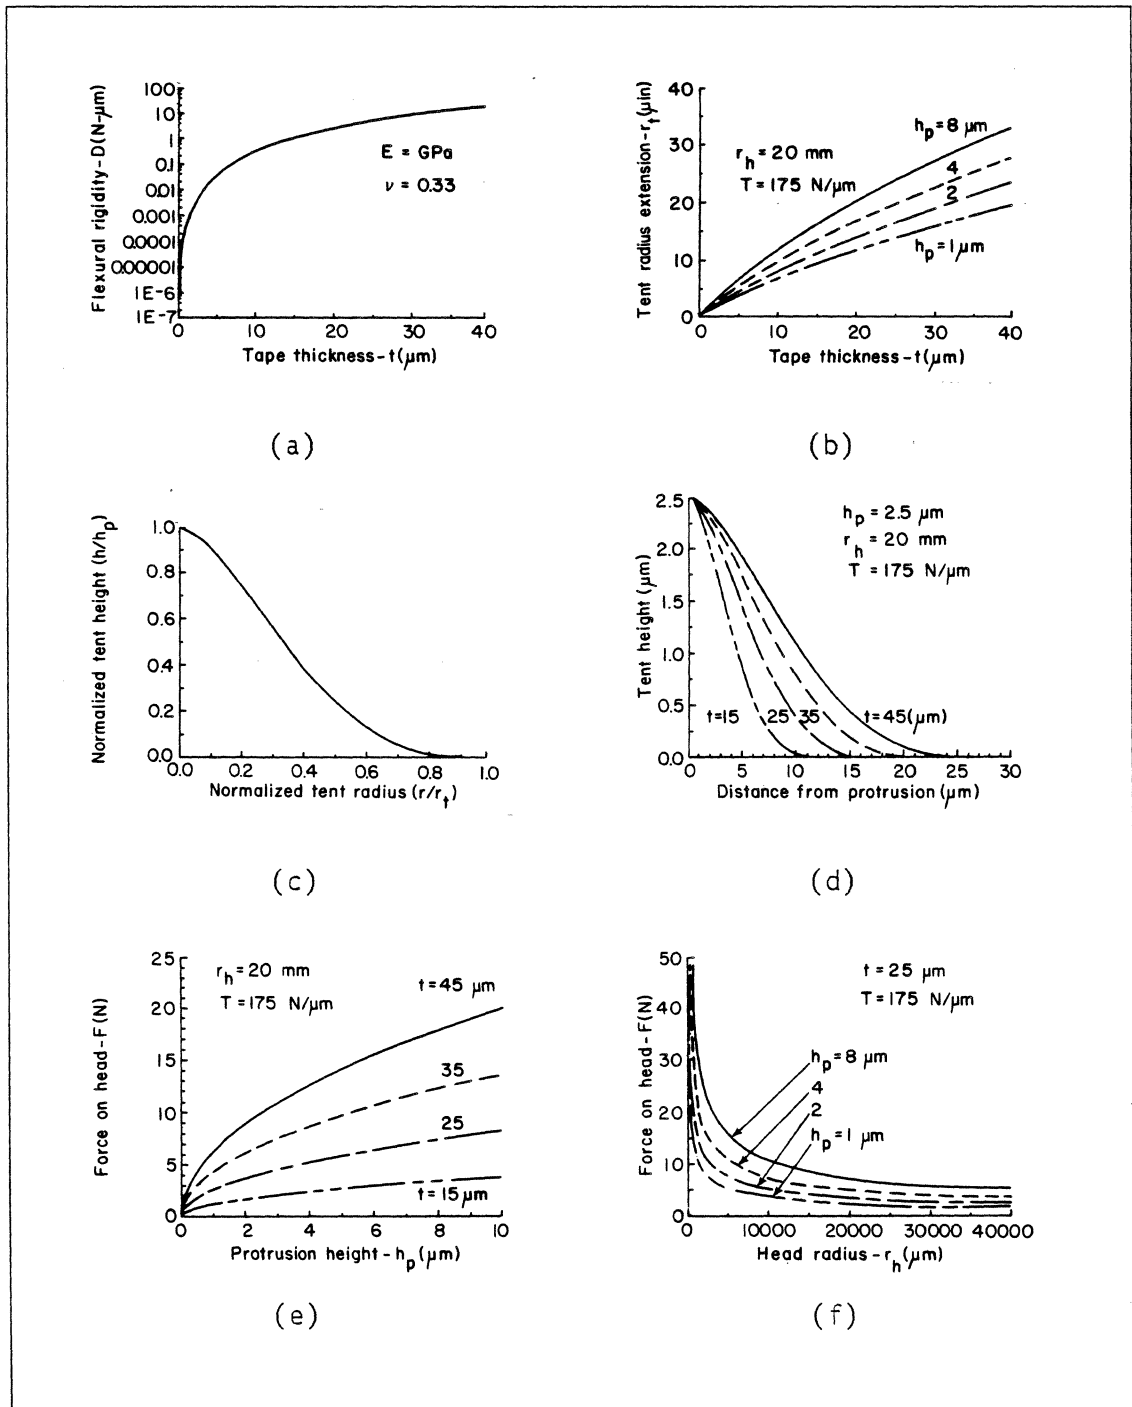 Flexural rigidity-D(N-μm)
100
10
1
0.1
0.01
0.001
0.0001
0.00001
1E-6
1E-7
E = GPa
ν = 0.33
0 10 20 30 40
Tape thickness-t(μm)
(a)
Tent radius extension-r_t(μin)
40
30
20
10
0
h_p=8 μm
r_h=20 mm
T=175 N/μm
4
2
h_p=1 μm
0 10 20 30 40
Tape thickness-t(μm)
(b)
Normalized tent height (h/h_p)
1.0
0.8
0.6
0.4
0.2
0.0
0.0 0.2 0.4 0.6 0.8 1.0
Normalized tent radius (r/r_t)
(c)
Tent height (μm)
2.5
2.0
1.5
1.0
0.5
0.0
h_p=2.5 μm
r_h=20 mm
T=175 N/μm
t=15 25 35 t=45(μm)
0 5 10 15 20 25 30
Distance from protrusion (μm)
(d)
Force on head-F(N)
25
20
15
10
5
0
r_h=20 mm
T=175 N/μm
t=45 μm
35
25
t=15 μm
0 2 4 6 8 10
Protrusion height-h_p(μm)
(e)
Force on head-F(N)
50
40
30
20
10
0
t=25 μm
T=175 N/μm
h_p=8 μm
4
2
h_p=1 μm
0 10000 20000 30000 40000
Head radius-r_h(μm)
(f)